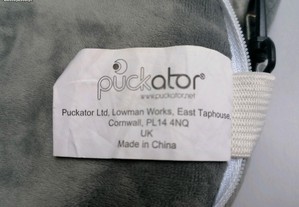 puckator®
www.puckator.net
Puckator Ltd, Lowman Works, East Taphouse,
Cornwall, PL14 4NQ
UK
Made in China